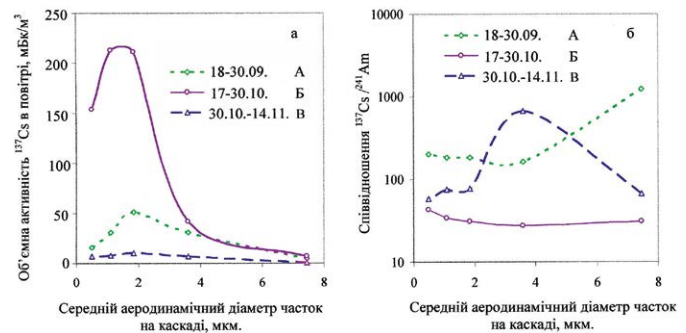 250
200
150
100
50
0
0 2 4 6 8
а
18-30.09. А
17-30.10. Б
30.10.-14.11. В
Об’ємна активність ¹³⁷Cs в повітрі, мБк/м³
Середній аеродинамічний діаметр часток
на каскаді, мкм.
10000
1000
100
10
0 2 4 6 8
б
18-30.09. А
17-30.10. Б
30.10.-14.11. В
Співвідношення ¹³⁷Cs /²⁴¹Am
Середній аеродинамічний діаметр часток
на каскаді, мкм.